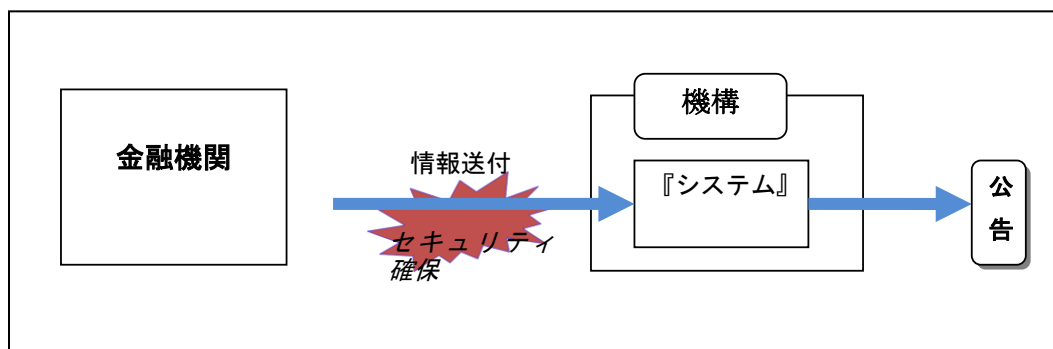 金融機関
情報送付
セキュリティ
確保
機構
『システム』
公
告